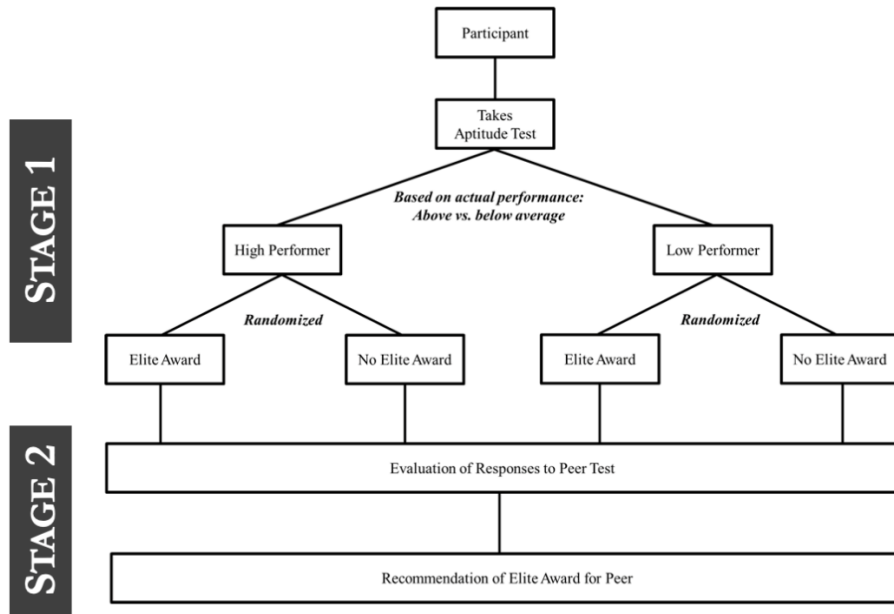 Participant
STAGE 1
Takes
Aptitude Test
Based on actual performance:
Above vs. below average
High Performer
Low Performer
Randomized
Randomized
Elite Award
No Elite Award
Elite Award
No Elite Award
STAGE 2
Evaluation of Responses to Peer Test
Recommendation of Elite Award for Peer